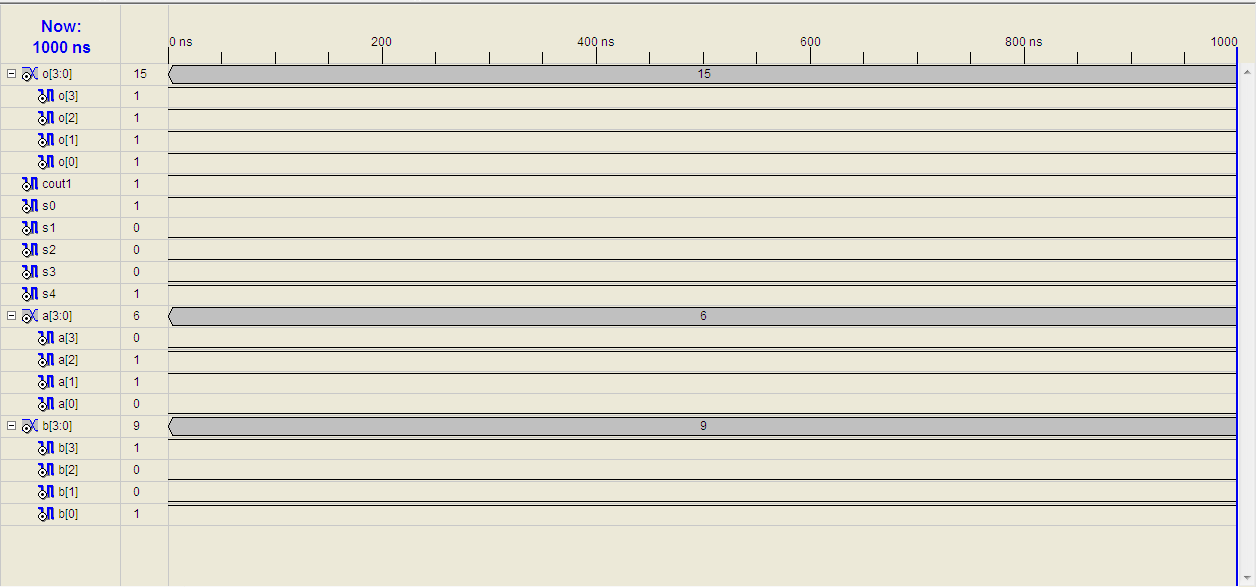 Now:
1000 ns
0 ns 200 400 ns 600 800 ns 1000
o[3:0] 15 15
o[3] 1
o[2] 1
o[1] 1
o[0] 1
cout1 1
s0 1
s1 0
s2 0
s3 0
s4 1
a[3:0] 6 6
a[3] 0
a[2] 1
a[1] 1
a[0] 0
b[3:0] 9 9
b[3] 1
b[2] 0
b[1] 0
b[0] 1